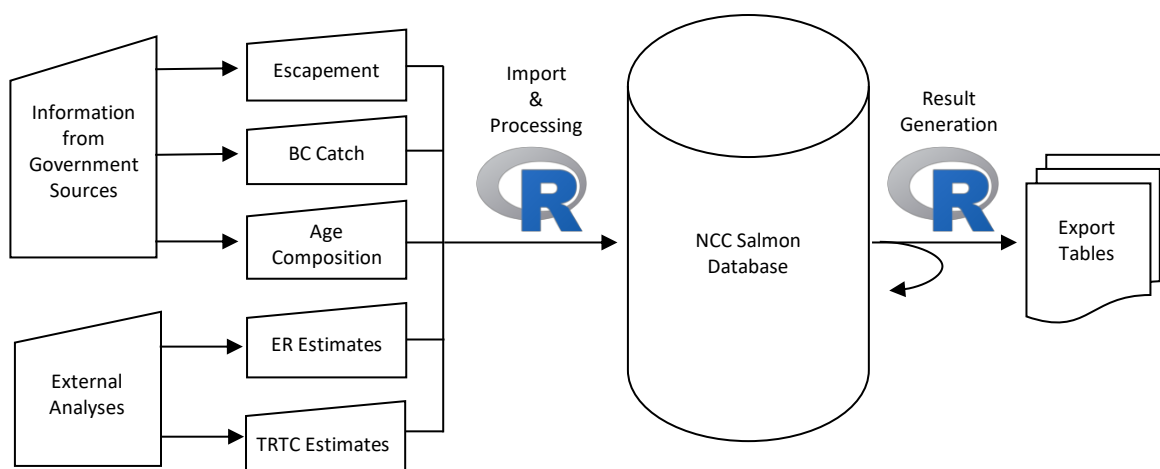 Information
from
Government
Sources
Escapement
BC Catch
Age
Composition
External
Analyses
ER Estimates
TRTC Estimates
Import
&
Processing
R
NCC Salmon
Database
Result
Generation
R
Export
Tables